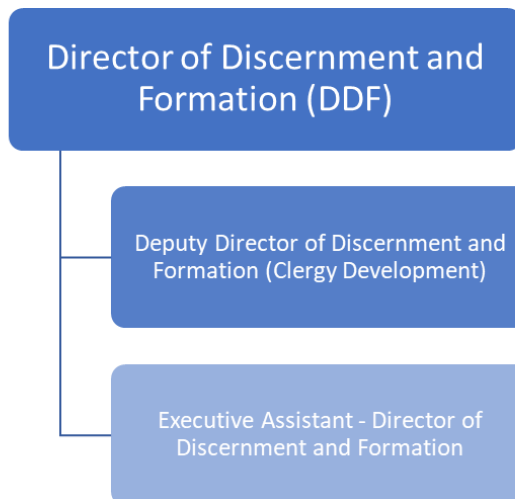 Director of Discernment and
Formation (DDF)
Deputy Director of Discernment and
Formation (Clergy Development)
Executive Assistant - Director of
Discernment and Formation